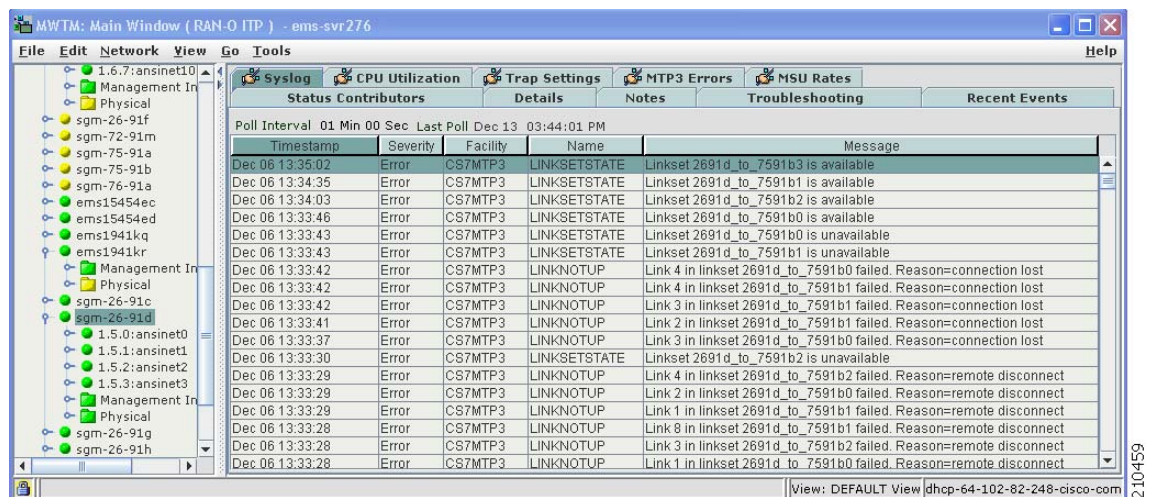 MWTM: Main Window ( RAN-O ITP ) - ems-svr276
File Edit Network View Go Tools Help
1.6.7:ansinet10
Management In
Physical
sgm-26-91f
sgm-72-91m
sgm-75-91a
sgm-75-91b
sgm-76-91a
ems15454ec
ems15454ed
ems1941kq
ems1941kr
Management In
Physical
sgm-26-91c
sgm-26-91d
1.5.0:ansinet0
1.5.1:ansinet1
1.5.2:ansinet2
1.5.3:ansinet3
Management In
Physical
sgm-26-91g
sgm-26-91h
Syslog CPU Utilization Trap Settings MTP3 Errors MSU Rates
Status Contributors Details Notes Troubleshooting Recent Events
Poll Interval 01 Min 00 Sec Last Poll Dec 13 03:44:01 PM
Timestamp Severity Facility Name Message
Dec 06 13:35:02 Error CS7MTP3 LINKSETSTATE Linkset 2691d_to_7591b3 is available
Dec 06 13:34:35 Error CS7MTP3 LINKSETSTATE Linkset 2691d_to_7591b1 is available
Dec 06 13:34:03 Error CS7MTP3 LINKSETSTATE Linkset 2691d_to_7591b2 is available
Dec 06 13:33:46 Error CS7MTP3 LINKSETSTATE Linkset 2691d_to_7591b0 is available
Dec 06 13:33:43 Error CS7MTP3 LINKSETSTATE Linkset 2691d_to_7591b0 is unavailable
Dec 06 13:33:43 Error CS7MTP3 LINKSETSTATE Linkset 2691d_to_7591b1 is unavailable
Dec 06 13:33:42 Error CS7MTP3 LINKNOTUP Link 4 in linkset 2691d_to_7591b0 failed. Reason=connection lost
Dec 06 13:33:42 Error CS7MTP3 LINKNOTUP Link 4 in linkset 2691d_to_7591b1 failed. Reason=connection lost
Dec 06 13:33:42 Error CS7MTP3 LINKNOTUP Link 3 in linkset 2691d_to_7591b1 failed. Reason=connection lost
Dec 06 13:33:41 Error CS7MTP3 LINKNOTUP Link 2 in linkset 2691d_to_7591b1 failed. Reason=connection lost
Dec 06 13:33:37 Error CS7MTP3 LINKNOTUP Link 3 in linkset 2691d_to_7591b0 failed. Reason=connection lost
Dec 06 13:33:30 Error CS7MTP3 LINKSETSTATE Linkset 2691d_to_7591b2 is unavailable
Dec 06 13:33:29 Error CS7MTP3 LINKNOTUP Link 4 in linkset 2691d_to_7591b2 failed. Reason=remote disconnect
Dec 06 13:33:29 Error CS7MTP3 LINKNOTUP Link 2 in linkset 2691d_to_7591b0 failed. Reason=remote disconnect
Dec 06 13:33:29 Error CS7MTP3 LINKNOTUP Link 1 in linkset 2691d_to_7591b1 failed. Reason=remote disconnect
Dec 06 13:33:28 Error CS7MTP3 LINKNOTUP Link 8 in linkset 2691d_to_7591b1 failed. Reason=remote disconnect
Dec 06 13:33:28 Error CS7MTP3 LINKNOTUP Link 3 in linkset 2691d_to_7591b2 failed. Reason=remote disconnect
Dec 06 13:33:28 Error CS7MTP3 LINKNOTUP Link 1 in linkset 2691d_to_7591b0 failed. Reason=remote disconnect
View: DEFAULT View dhcp-64-102-82-248-cisco-com
210459